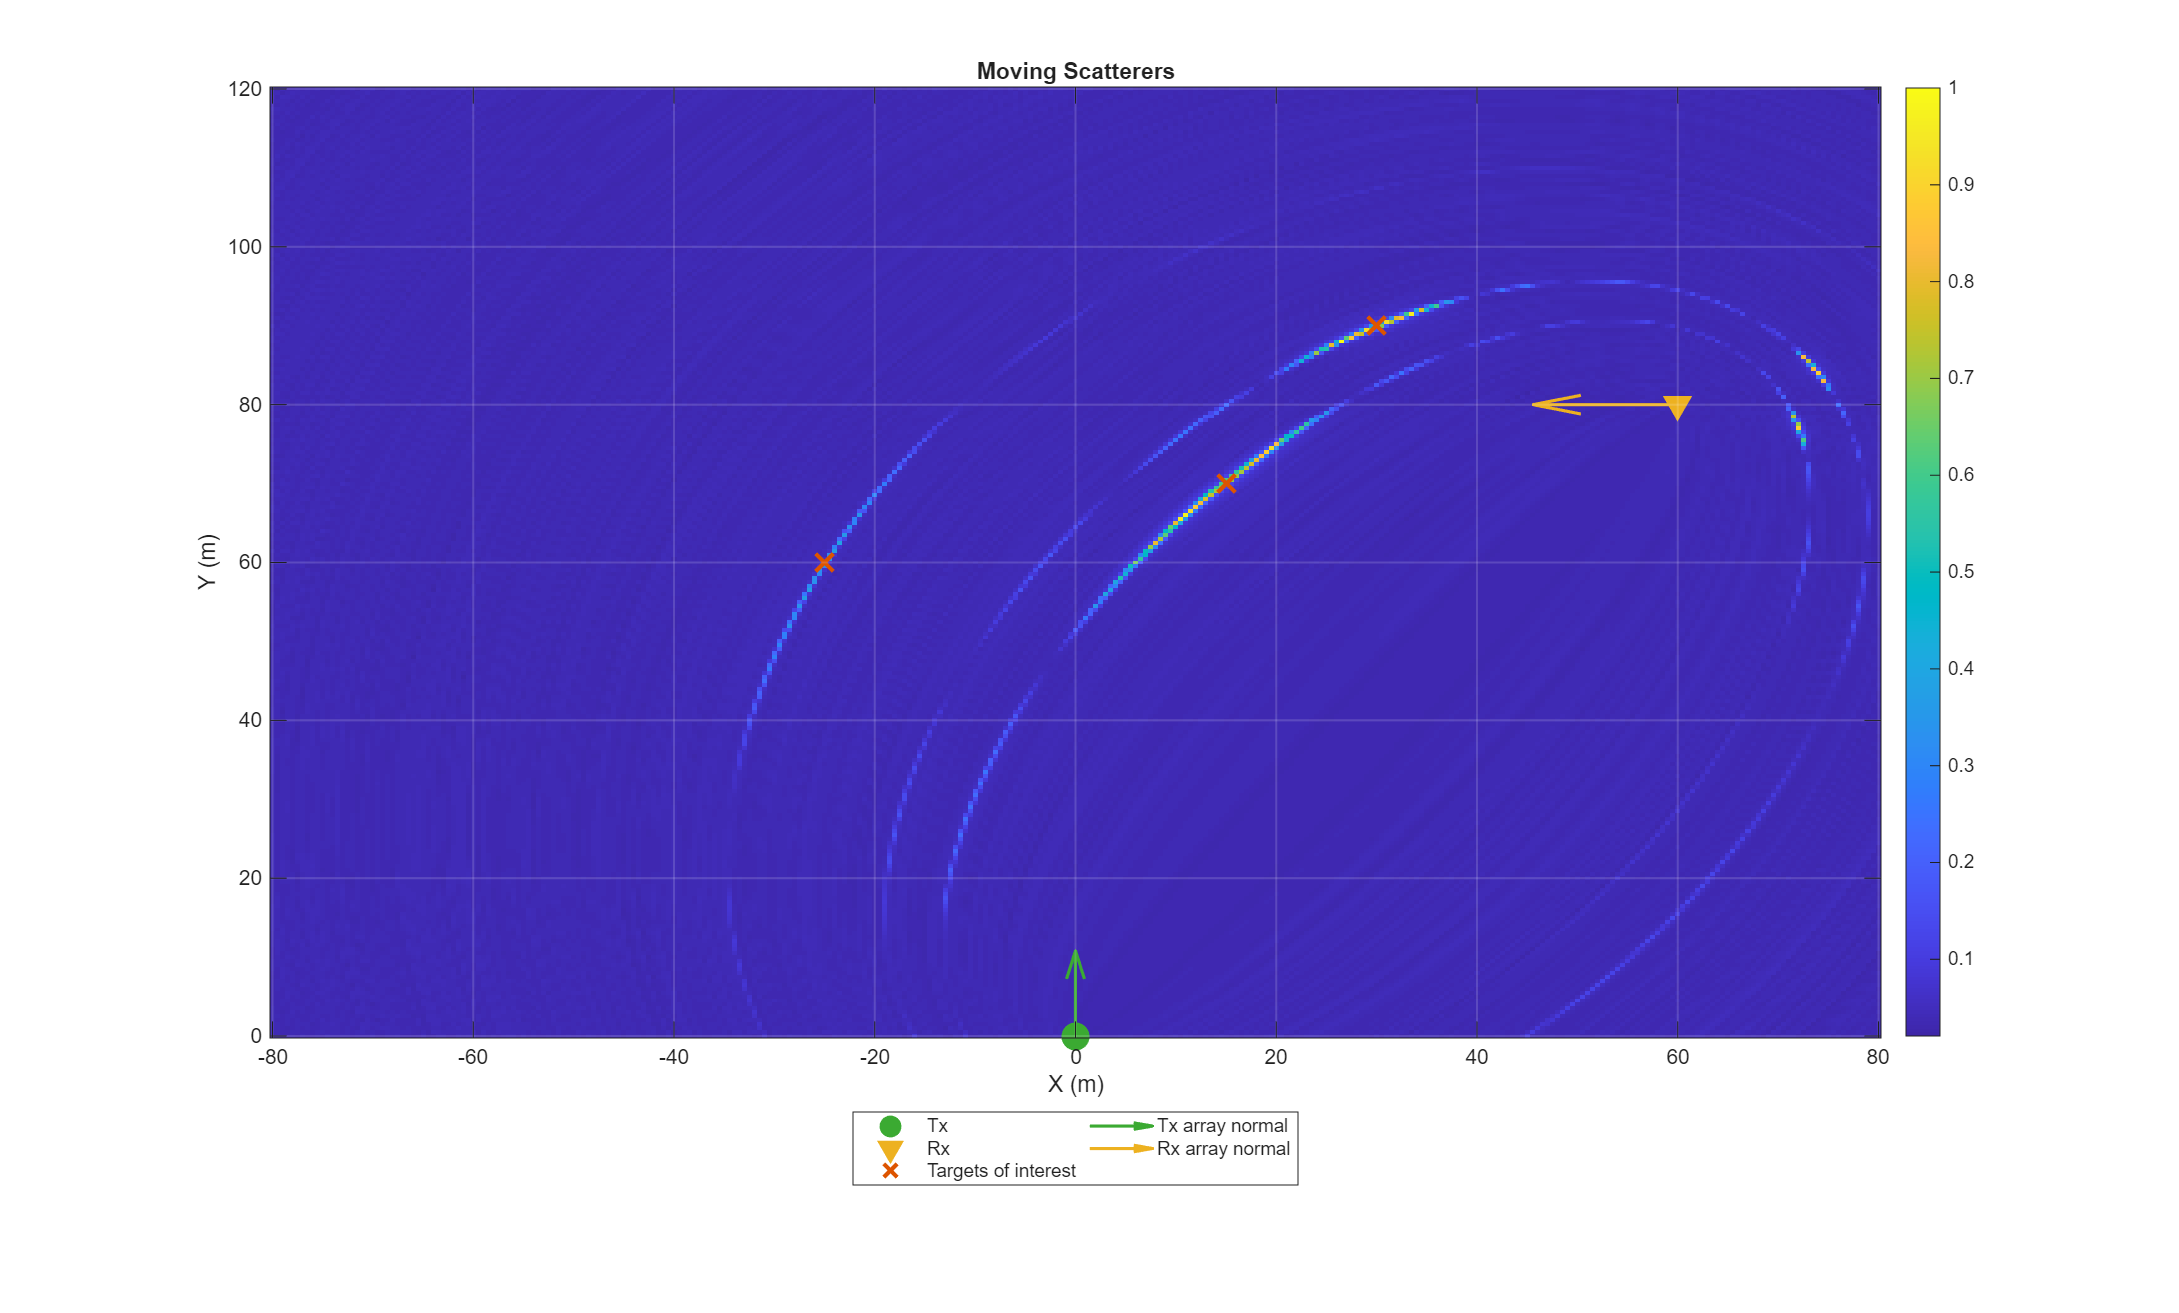 Moving Scatterers
120
100
80
60
40
20
0
Y (m)
-80 -60 -40 -20 0 20 40 60 80
X (m)
1
0.9
0.8
0.7
0.6
0.5
0.4
0.3
0.2
0.1
Tx Tx array normal
Rx Rx array normal
Targets of interest